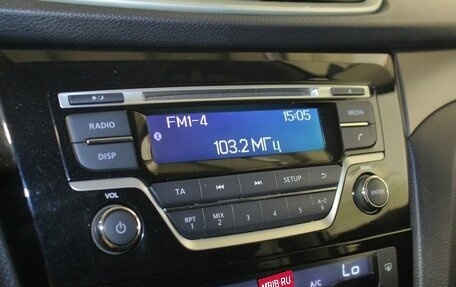 FM1-4 15:05
103.2 МГц
RADIO
MEDIA
DISP
TA SETUP
MENU
ENTER
VOL
RPT 1 MIX 2 3 4 5 A-Z 6
Lo
A/C